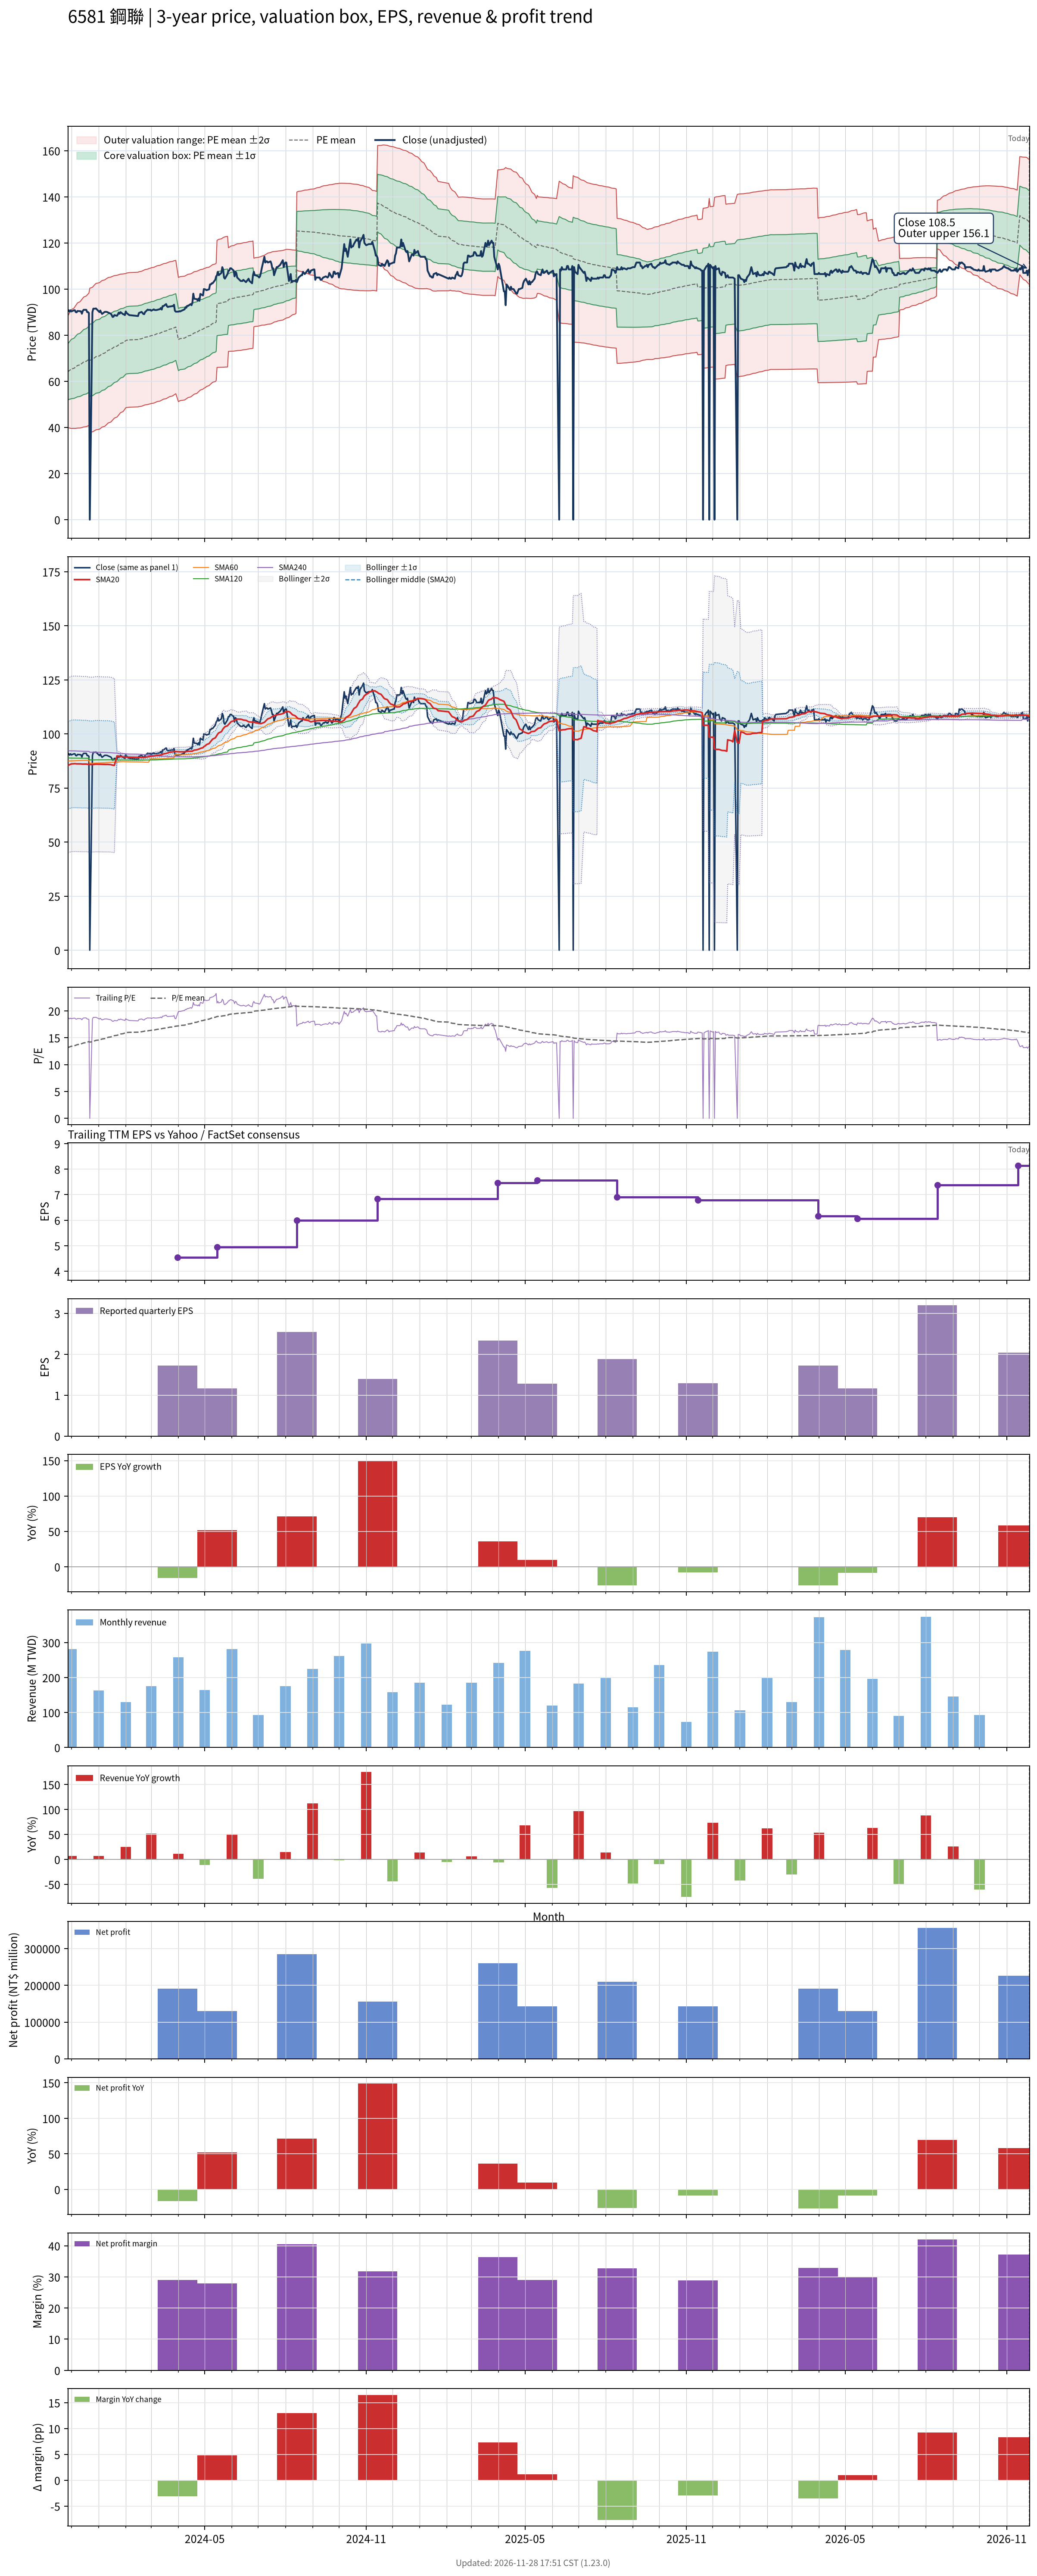 6581 鋼聯 | 3-year price, valuation box, EPS, revenue & profit trend
Outer valuation range: PE mean ±2σ
PE mean
Close (unadjusted)
Core valuation box: PE mean ±1σ
Today
Close 108.5
Outer upper 156.1
Price (TWD)
160
140
120
100
80
60
40
20
0
Close (same as panel 1)
SMA20
SMA60
SMA120
SMA240
Bollinger ±2σ
Bollinger ±1σ
Bollinger middle (SMA20)
Price
175
150
125
100
75
50
25
0
Trailing P/E
P/E mean
P/E
20
15
10
5
0
Trailing TTM EPS vs Yahoo / FactSet consensus
Today
EPS
9
8
7
6
5
4
Reported quarterly EPS
EPS
3
2
1
0
EPS YoY growth
YoY (%)
150
100
50
0
Monthly revenue
Revenue (M TWD)
300
200
100
0
Revenue YoY growth
YoY (%)
150
100
50
0
-50
Month
Net profit
Net profit (NT$ million)
300000
200000
100000
0
Net profit YoY
YoY (%)
150
100
50
0
Net profit margin
Margin (%)
40
30
20
10
0
Margin YoY change
Δ margin (pp)
15
10
5
0
-5
2024-05
2024-11
2025-05
2025-11
2026-05
2026-11
Updated: 2026-11-28 17:51 CST (1.23.0)